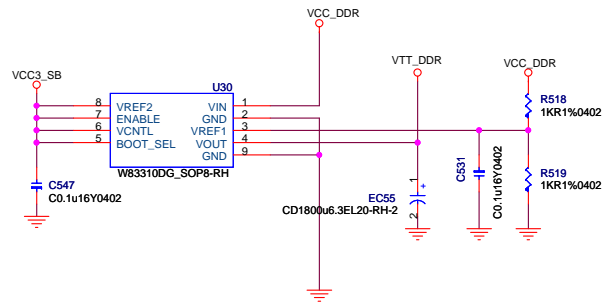 VCC_DDR
VCC3_SB
VTT_DDR
VCC_DDR
U30
8 VREF2 VIN 1
7 ENABLE GND 2
6 VCNTL VREF1 3
5 BOOT_SEL VOUT 4
GND 9
W83310DG_SOP8-RH
R518
1KR1%0402
R519
1KR1%0402
C531
C0.1u16Y0402
C547
C0.1u16Y0402
1
+
EC55
CD1800u6.3EL20-RH-2
2